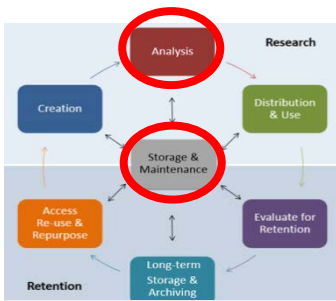 Analysis
Research
Creation
Distribution
& Use
Storage &
Maintenance
Access
Re-use &
Repurpose
Evaluate for
Retention
Long-term
Storage
& Archiving
Retention